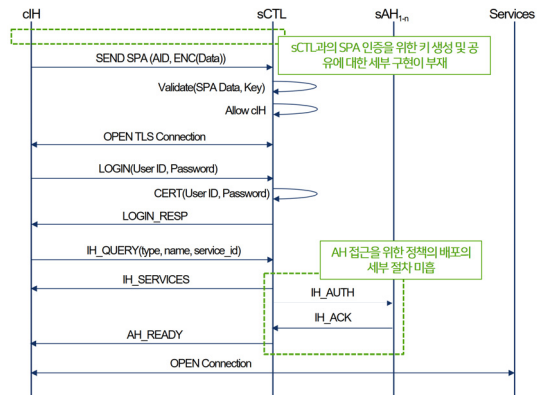 cIH
sCTL
sAH1-n
Services
sCTL과의 SPA 인증을 위한 키 생성 및 공
유에 대한 세부 구현이 부재
SEND SPA (AID, ENC(Data))
Validate(SPA Data, Key)
Allow cIH
OPEN TLS Connection
LOGIN(User ID, Password)
CERT(User ID, Password)
LOGIN_RESP
IH_QUERY(type, name, service_id)
AH 접근을 위한 정책의 배포의
세부 절차 미흡
IH_SERVICES
IH_AUTH
IH_ACK
AH_READY
OPEN Connection